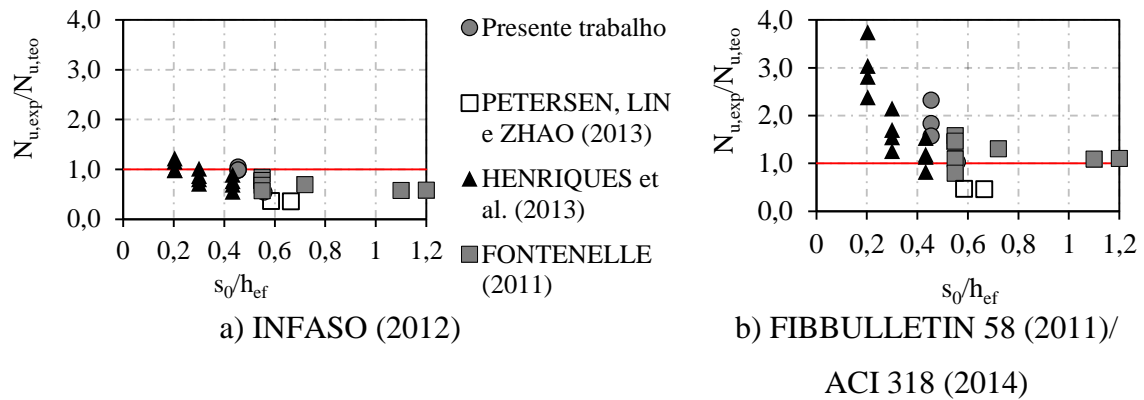 N_u,exp/N_u,teo
4,0
3,0
2,0
1,0
0,0
0 0,2 0,4 0,6 0,8 1 1,2
s_0/h_ef
a) INFASO (2012)
Presente trabalho
PETERSEN, LIN
e ZHAO (2013)
HENRIQUES et
al. (2013)
FONTENELLE
(2011)
N_u,exp/N_u,teo
4,0
3,0
2,0
1,0
0,0
0 0,2 0,4 0,6 0,8 1 1,2
s_0/h_ef
b) FIBBULLETIN 58 (2011)/
ACI 318 (2014)